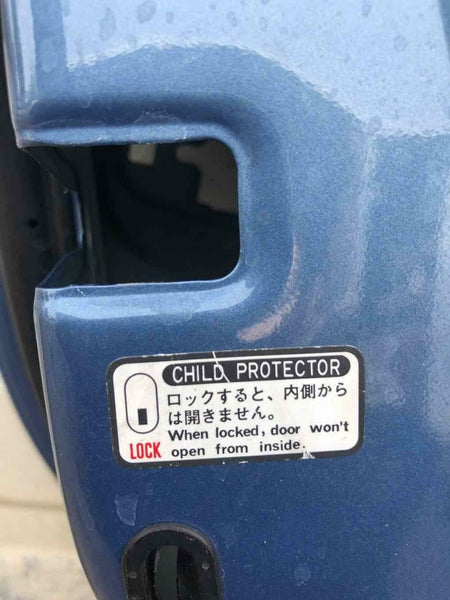 CHILD PROTECTOR
ロックすると、内側から
は開きません。
When locked, door won't
LOCK open from inside.